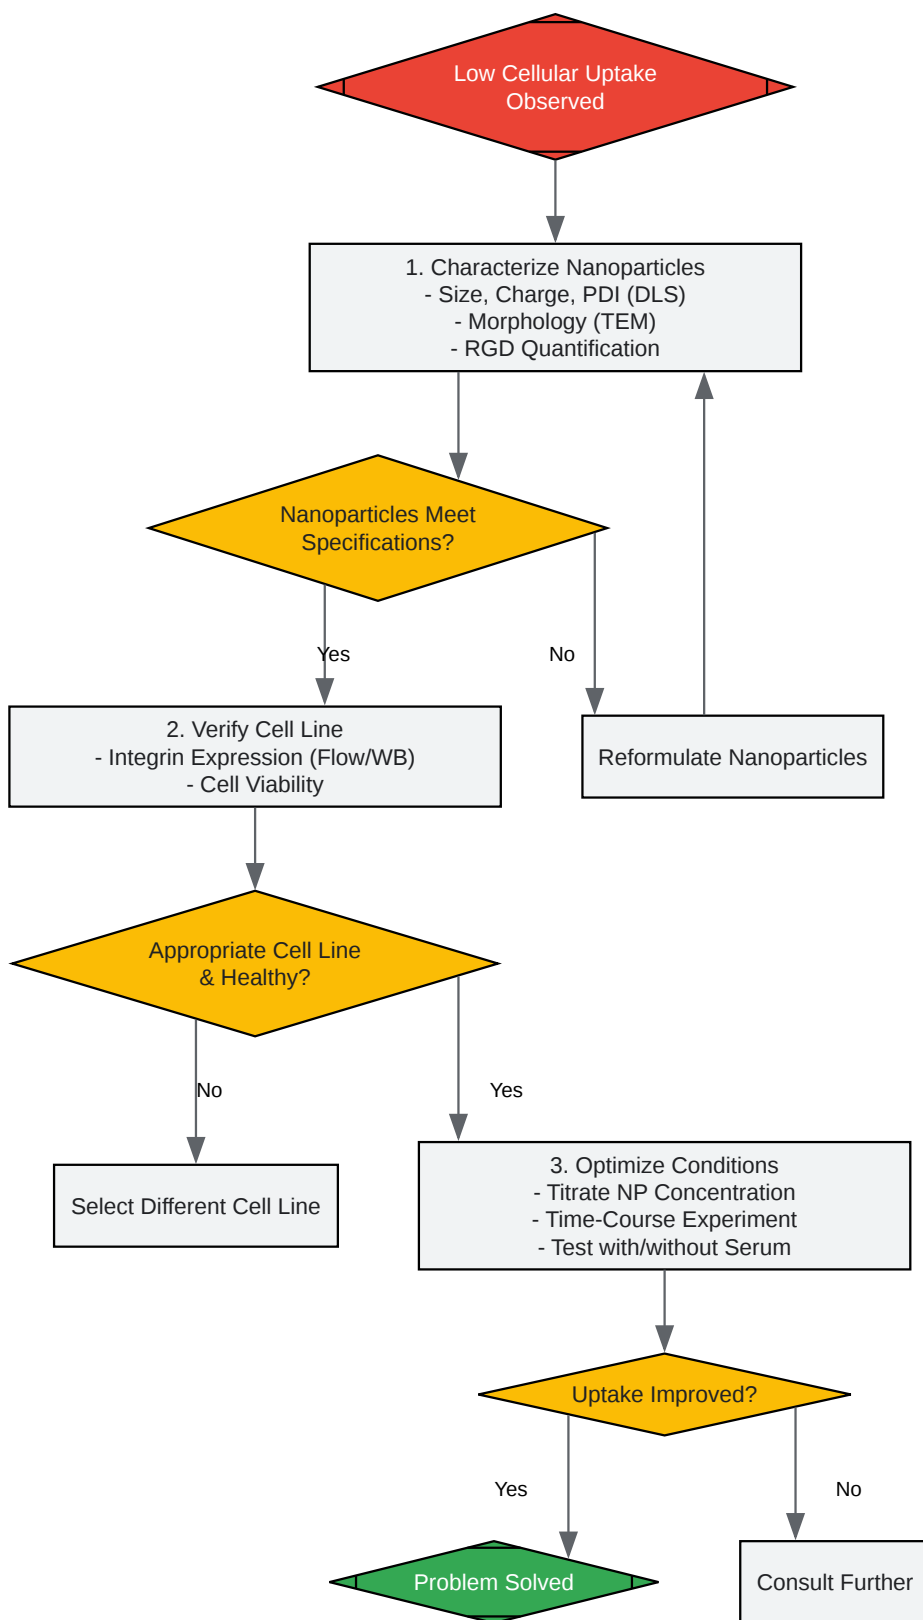 Low Cellular Uptake
Observed
1. Characterize Nanoparticles
- Size, Charge, PDI (DLS)
- Morphology (TEM)
- RGD Quantification
Nanoparticles Meet
Specifications?
Yes
No
2. Verify Cell Line
- Integrin Expression (Flow/WB)
- Cell Viability
Reformulate Nanoparticles
Appropriate Cell Line
& Healthy?
No
Yes
Select Different Cell Line
3. Optimize Conditions
- Titrate NP Concentration
- Time-Course Experiment
- Test with/without Serum
Uptake Improved?
Yes
No
Problem Solved
Consult Further